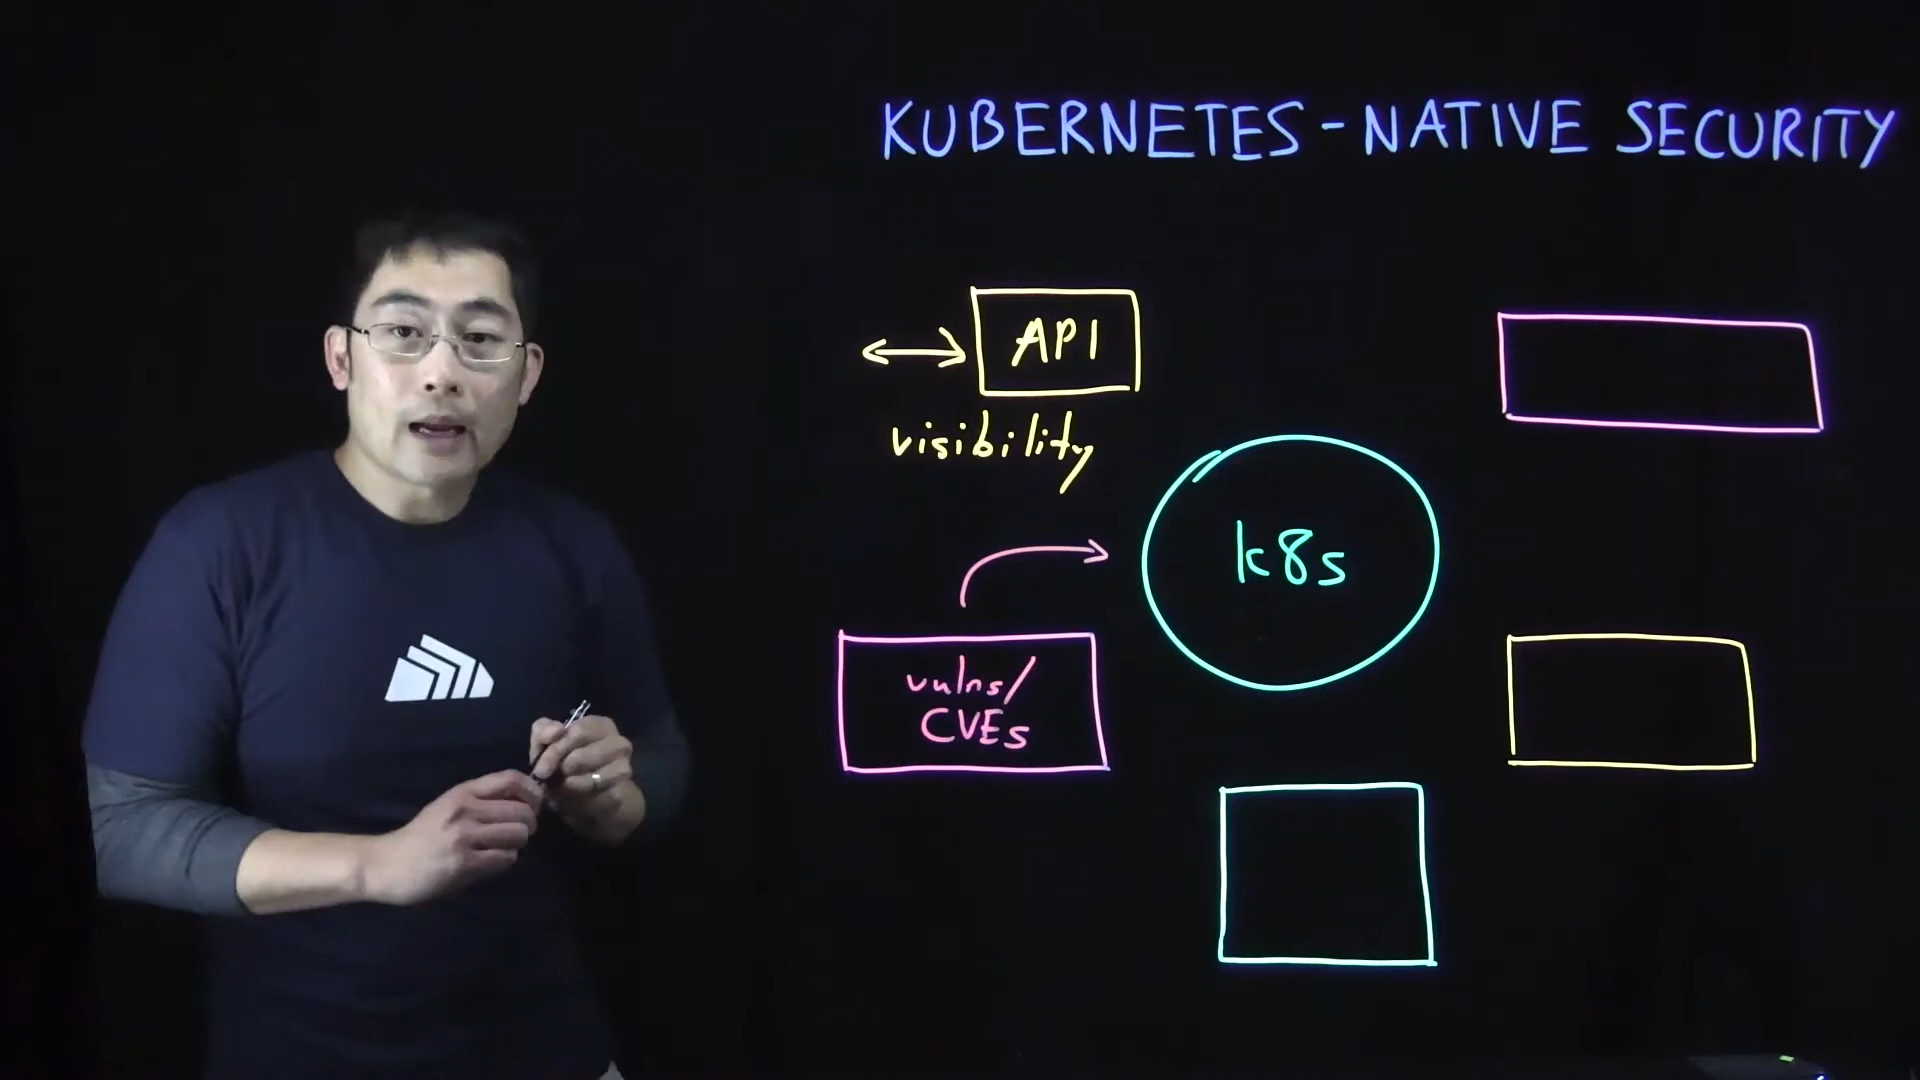 KUBERNETES-NATIVE SECURITY
API
visibility
k8s
vulns/
CVEs